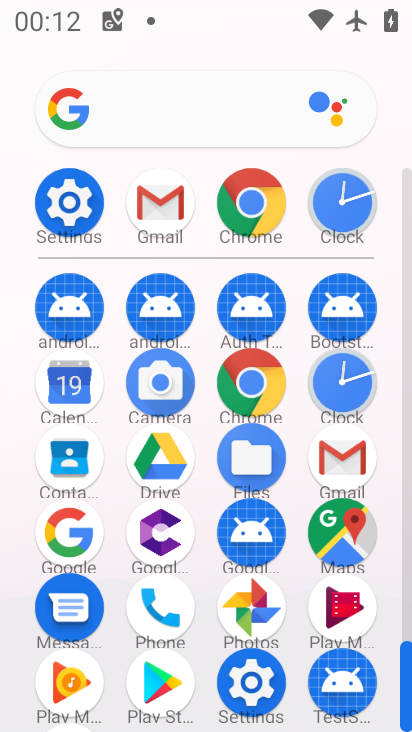 00:12
Settings Gmail Chrome Clock
androi... androi... Auth T... Bootst...
19
Calen... Camera Chrome Clock
Conta... Drive Files Gmail
Google Googl... Googl... Maps
Messa... Phone Photos Play M...
Play M... Play St... Settings TestS...